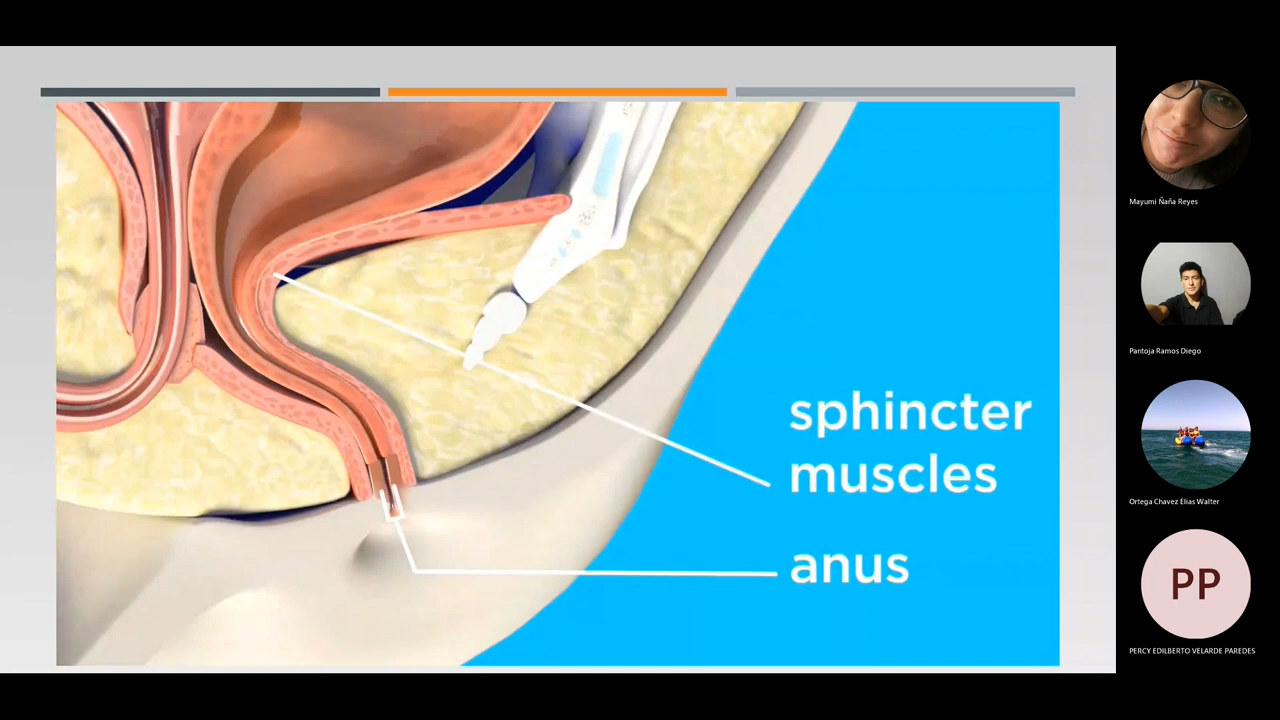 sphincter
muscles
anus
Mayumi Ñaña Reyes
Pantoja Ramos Diego
Ortega Chavez Elias Walter
PP
PERCY EDILBERTO VELARDE PAREDES